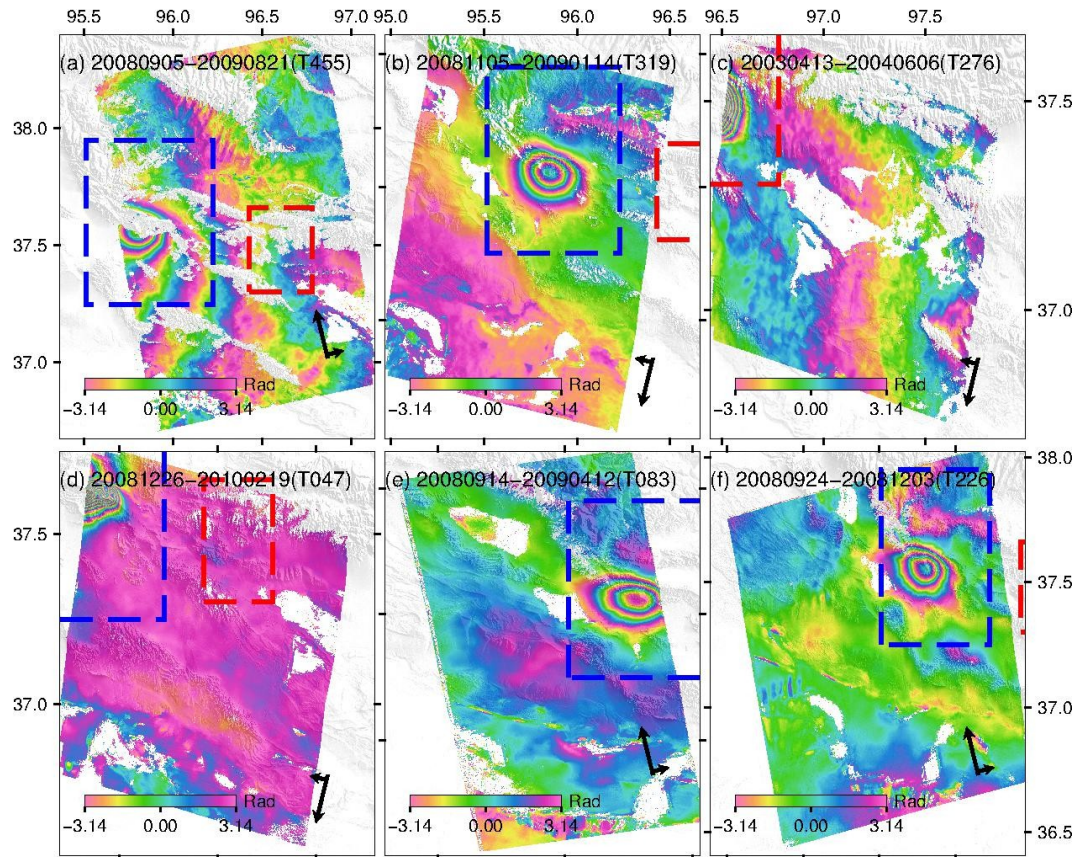 95.5 96.0 96.5 97.0 95.0 95.5 96.0 96.5 97.0 97.5
(a) 20080905−20090821(T455)
(b) 20081105−20090114(T319)
(c) 20030413−20040606(T276)
38.0
37.5
37.0
37.5
37.0
Rad
−3.14 0.00 3.14
Rad
−3.14 0.00 3.14
Rad
−3.14 0.00 3.14
(d) 20081226−20100219(T047)
(e) 20080914−20090412(T083)
(f) 20080924−20081203(T226)
37.5
37.0
38.0
37.5
37.0
36.5
Rad
−3.14 0.00 3.14
Rad
−3.14 0.00 3.14
Rad
−3.14 0.00 3.14